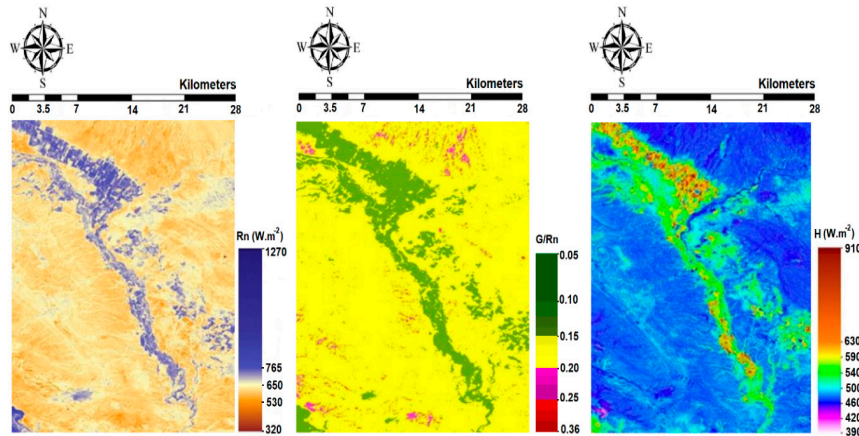 N
W E
S
Kilometers
0 3.5 7 14 21 28
Rn (W.m-2)
1270
765
650
530
320
N
W E
S
Kilometers
0 3.5 7 14 21 28
G/Rn
0.05
0.10
0.15
0.20
0.25
0.36
N
W E
S
Kilometers
0 3.5 7 14 21 28
H (W.m-2)
910
630
590
540
500
460
420
390